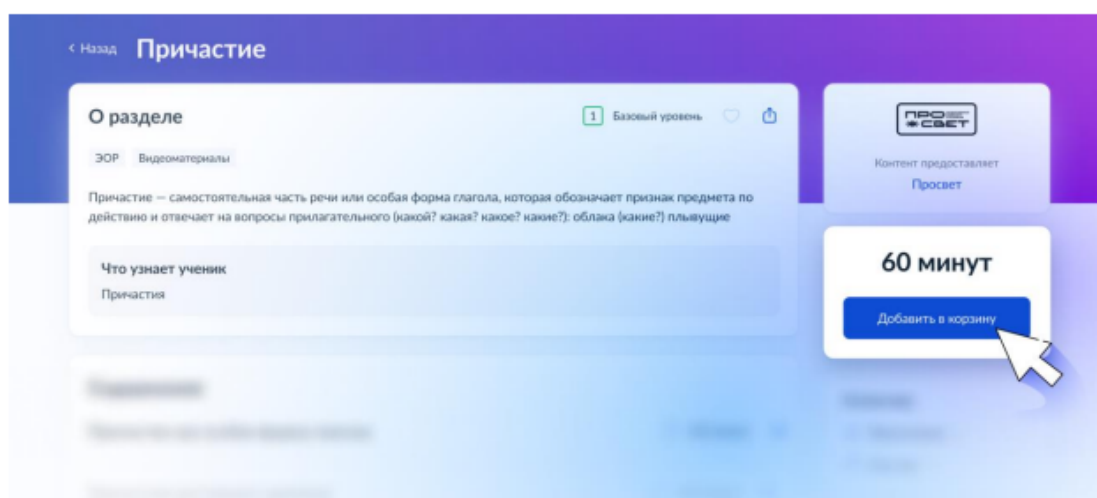 Назад Причастие
О разделе
1 Базовый уровень
ЭОР Видеоматериалы
Причастие — самостоятельная часть речи или особая форма глагола, которая обозначает признак предмета по
действию и отвечает на вопросы прилагательного (какой? какая? какое? какие?): облака (какие?) плывущие
Что узнает ученик
Причастия
ПРО
СВЕТ
Контент предоставляет
Просвет
60 минут
Добавить в корзину